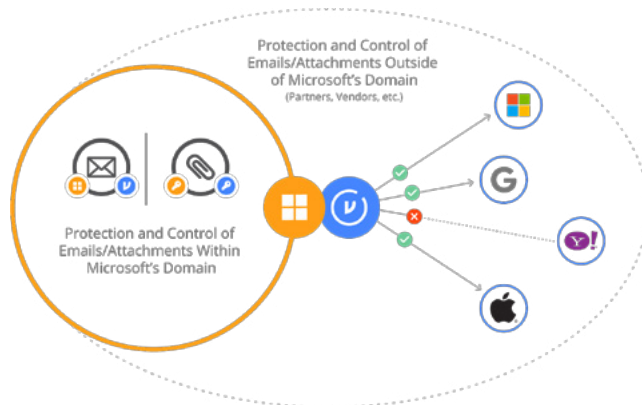 Protection and Control of
Emails/Attachments Outside
of Microsoft's Domain
(Partners, Vendors, etc.)
Protection and Control of
Emails/Attachments Within
Microsoft's Domain
G
Y!